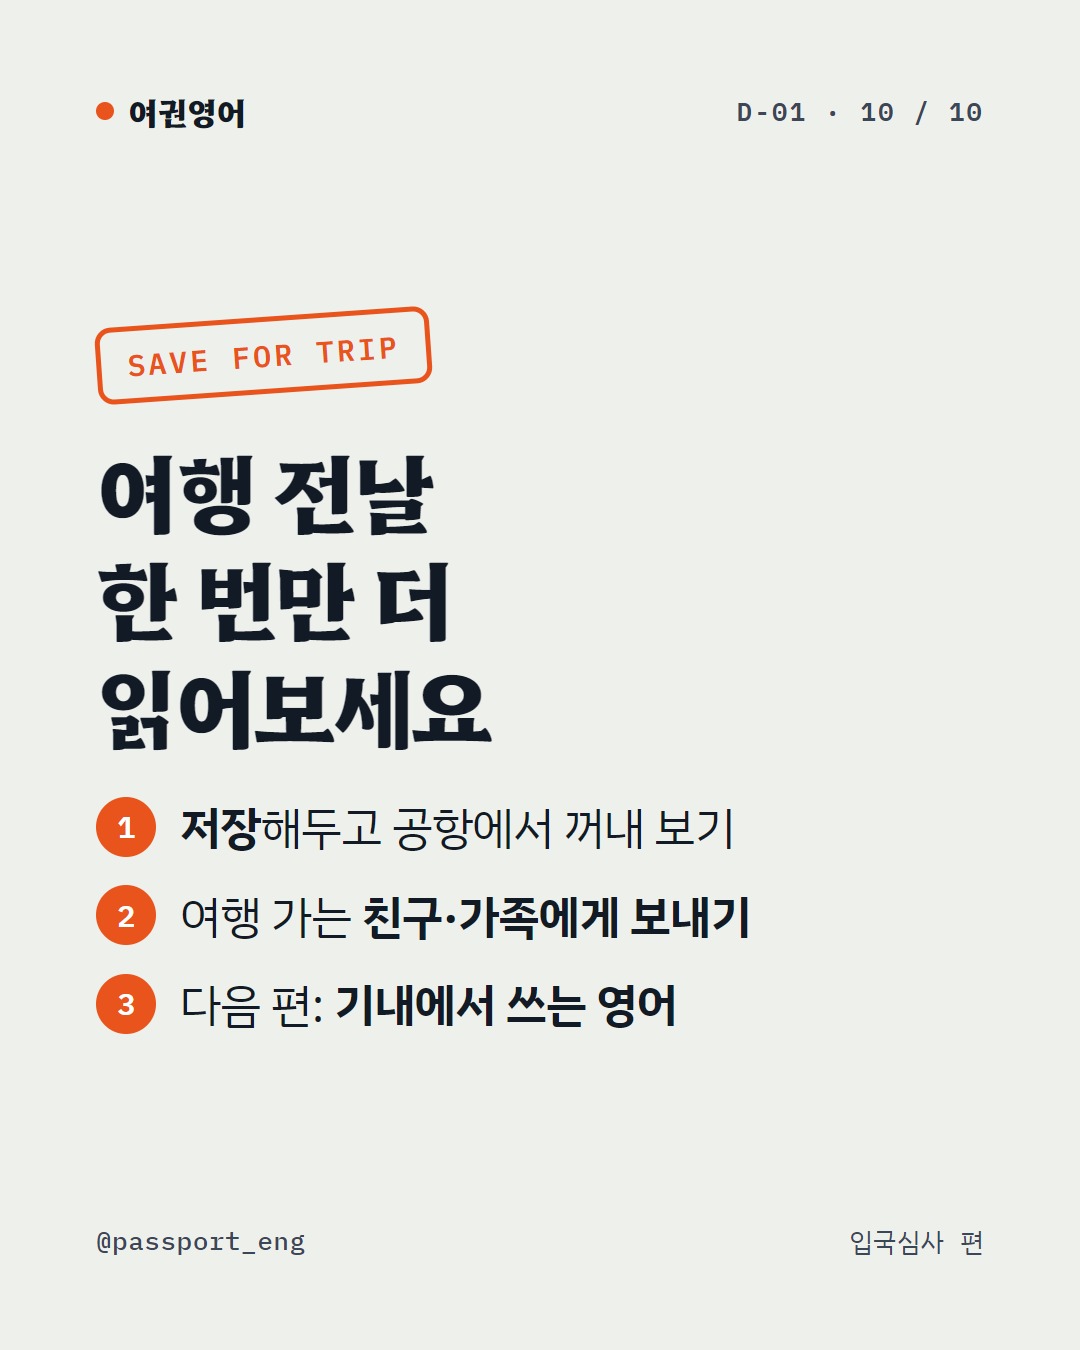 여권영어
D-01 · 10 / 10
SAVE FOR TRIP
여행 전날
한 번만 더
읽어보세요
1 저장해두고 공항에서 꺼내 보기
2 여행 가는 친구·가족에게 보내기
3 다음 편: 기내에서 쓰는 영어
@passport_eng
입국심사 편